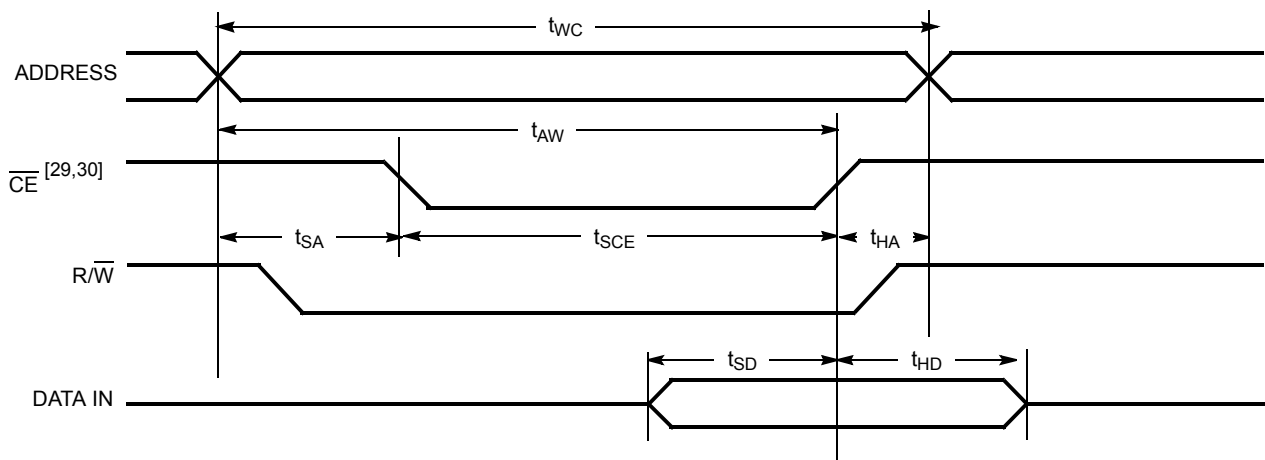 tWC
ADDRESS
tAW
CE [29,30]
tSA
tSCE
tHA
R/W
tSD
tHD
DATA IN